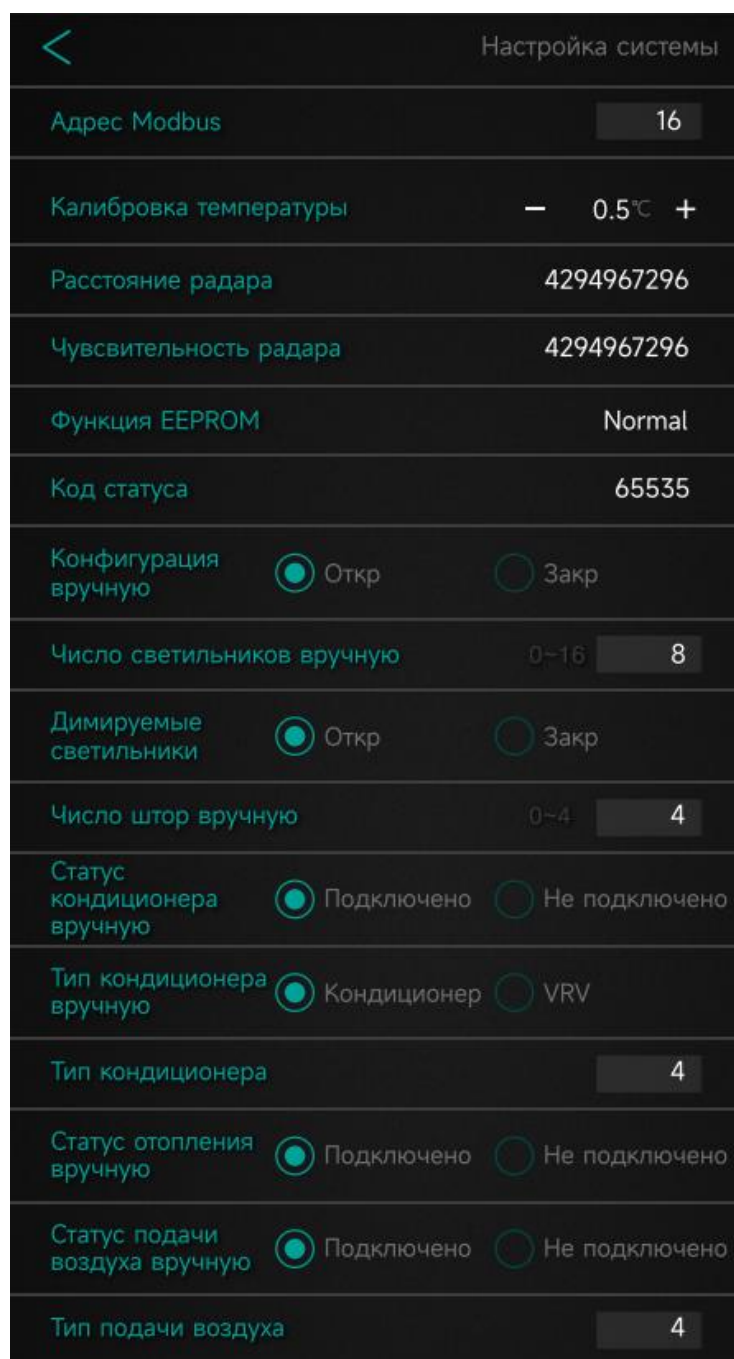 Настройка системы
Адрес Modbus 16
Калибровка температуры − 0.5℃ +
Расстояние радара 4294967296
Чувсвительность радара 4294967296
Функция EEPROM Normal
Код статуса 65535
Конфигурация
вручную Откр Закр
Число светильников вручную 0~16 8
Димируемые
светильники Откр Закр
Число штор вручную 0~4 4
Статус
кондиционера Подключено Не подключено
вручную
Тип кондиционера
вручную Кондиционер VRV
Тип кондиционера 4
Статус отопления
вручную Подключено Не подключено
Статус подачи
воздуха вручную Подключено Не подключено
Тип подачи воздуха 4